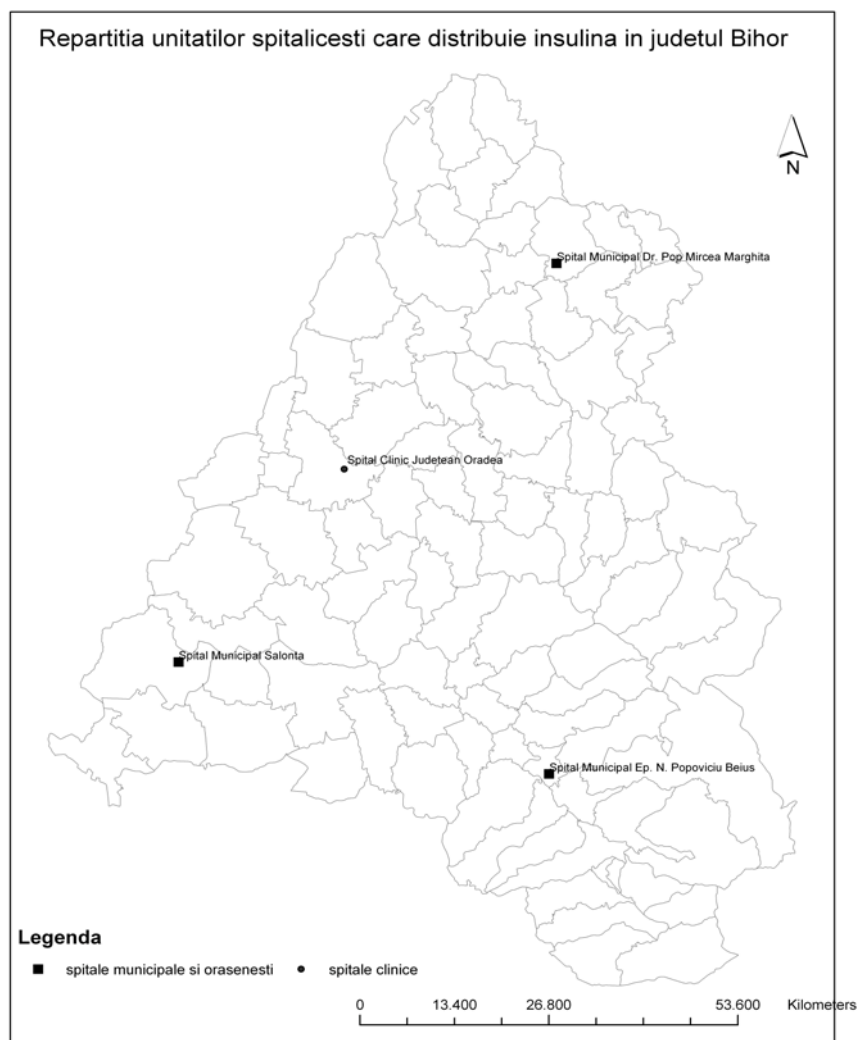 Repartitia unitatilor spitalicesti care distribuie insulina in judetul Bihor
N
Spital Municipal Dr. Pop Mircea Marghita
Spital Clinic Judetean Oradea
Spital Municipal Salonta
Spital Municipal Ep. N. Popoviciu Beius
Legenda
spitale municipale si orasenesti
spitale clinice
0 13.400 26.800 53.600 Kilometers